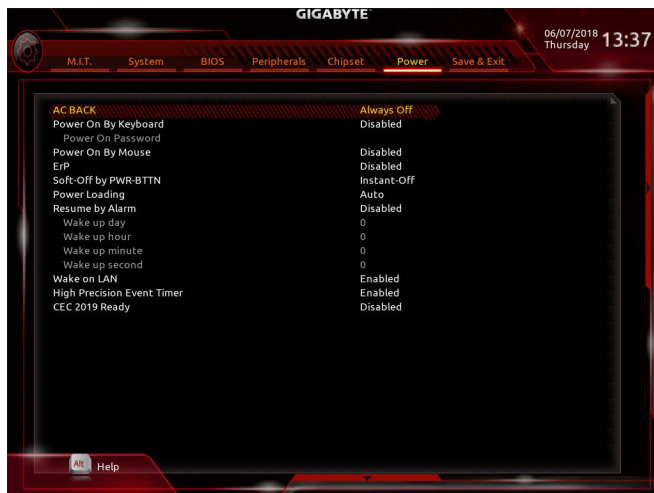 GIGABYTE
06/07/2018
Thursday 13:37
M.I.T. System BIOS Peripherals Chipset Power Save & Exit
AC BACK Always Off
Power On By Keyboard Disabled
Power On Password
Power On By Mouse Disabled
ErP Disabled
Soft-Off by PWR-BTTN Instant-Off
Power Loading Auto
Resume by Alarm Disabled
Wake up day 0
Wake up hour 0
Wake up minute 0
Wake up second 0
Wake on LAN Enabled
High Precision Event Timer Enabled
CEC 2019 Ready Disabled
Alt Help